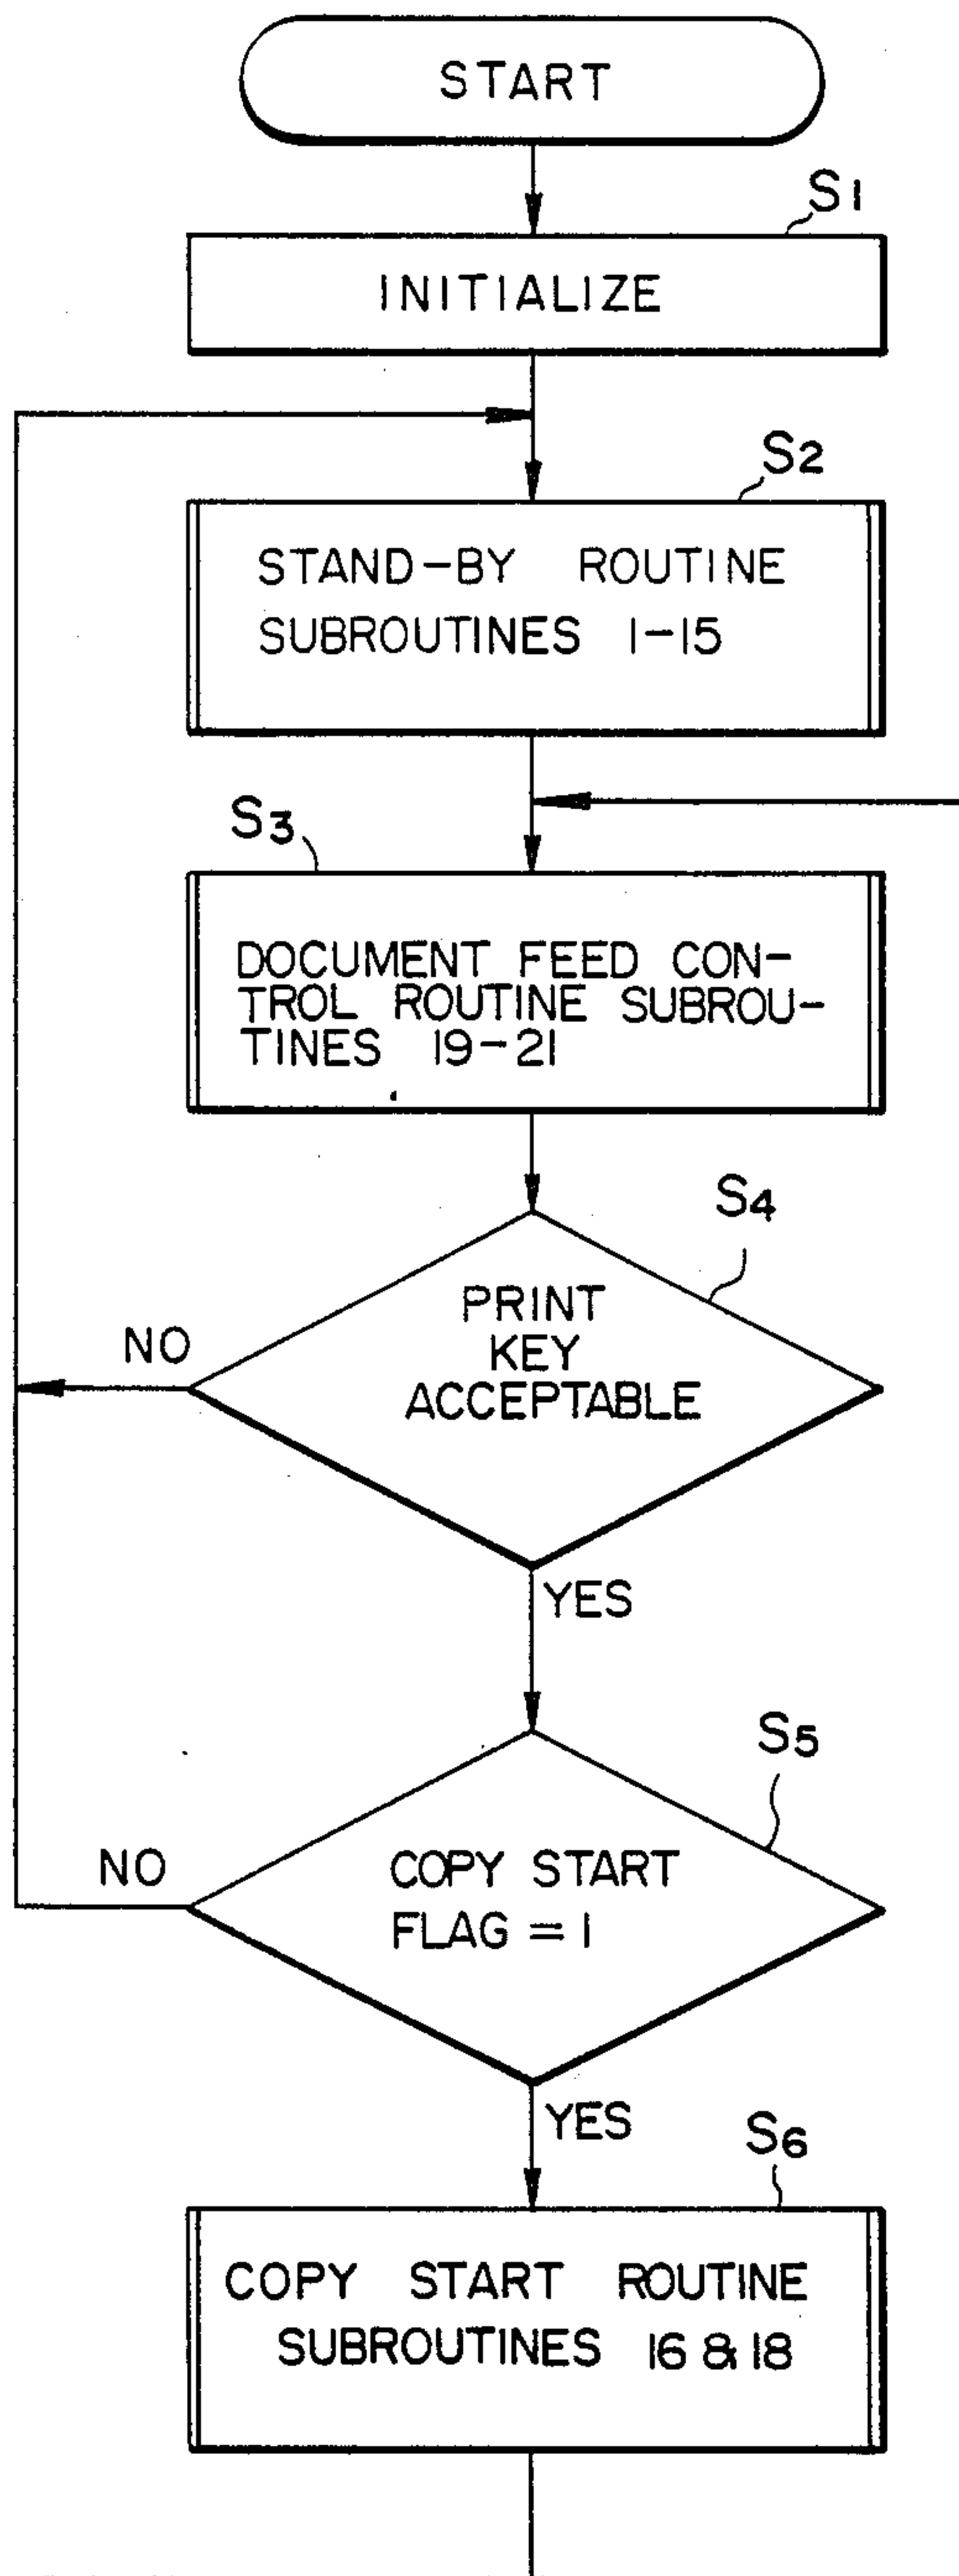 START
S1
INITIALIZE
S2
STAND-BY ROUTINE
SUBROUTINES 1-15
S3
DOCUMENT FEED CON-
TROL ROUTINE SUBROU-
TINES 19-21
S4
PRINT
KEY
ACCEPTABLE
NO
YES
S5
COPY START
FLAG = 1
NO
YES
S6
COPY START ROUTINE
SUBROUTINES 16 & 18